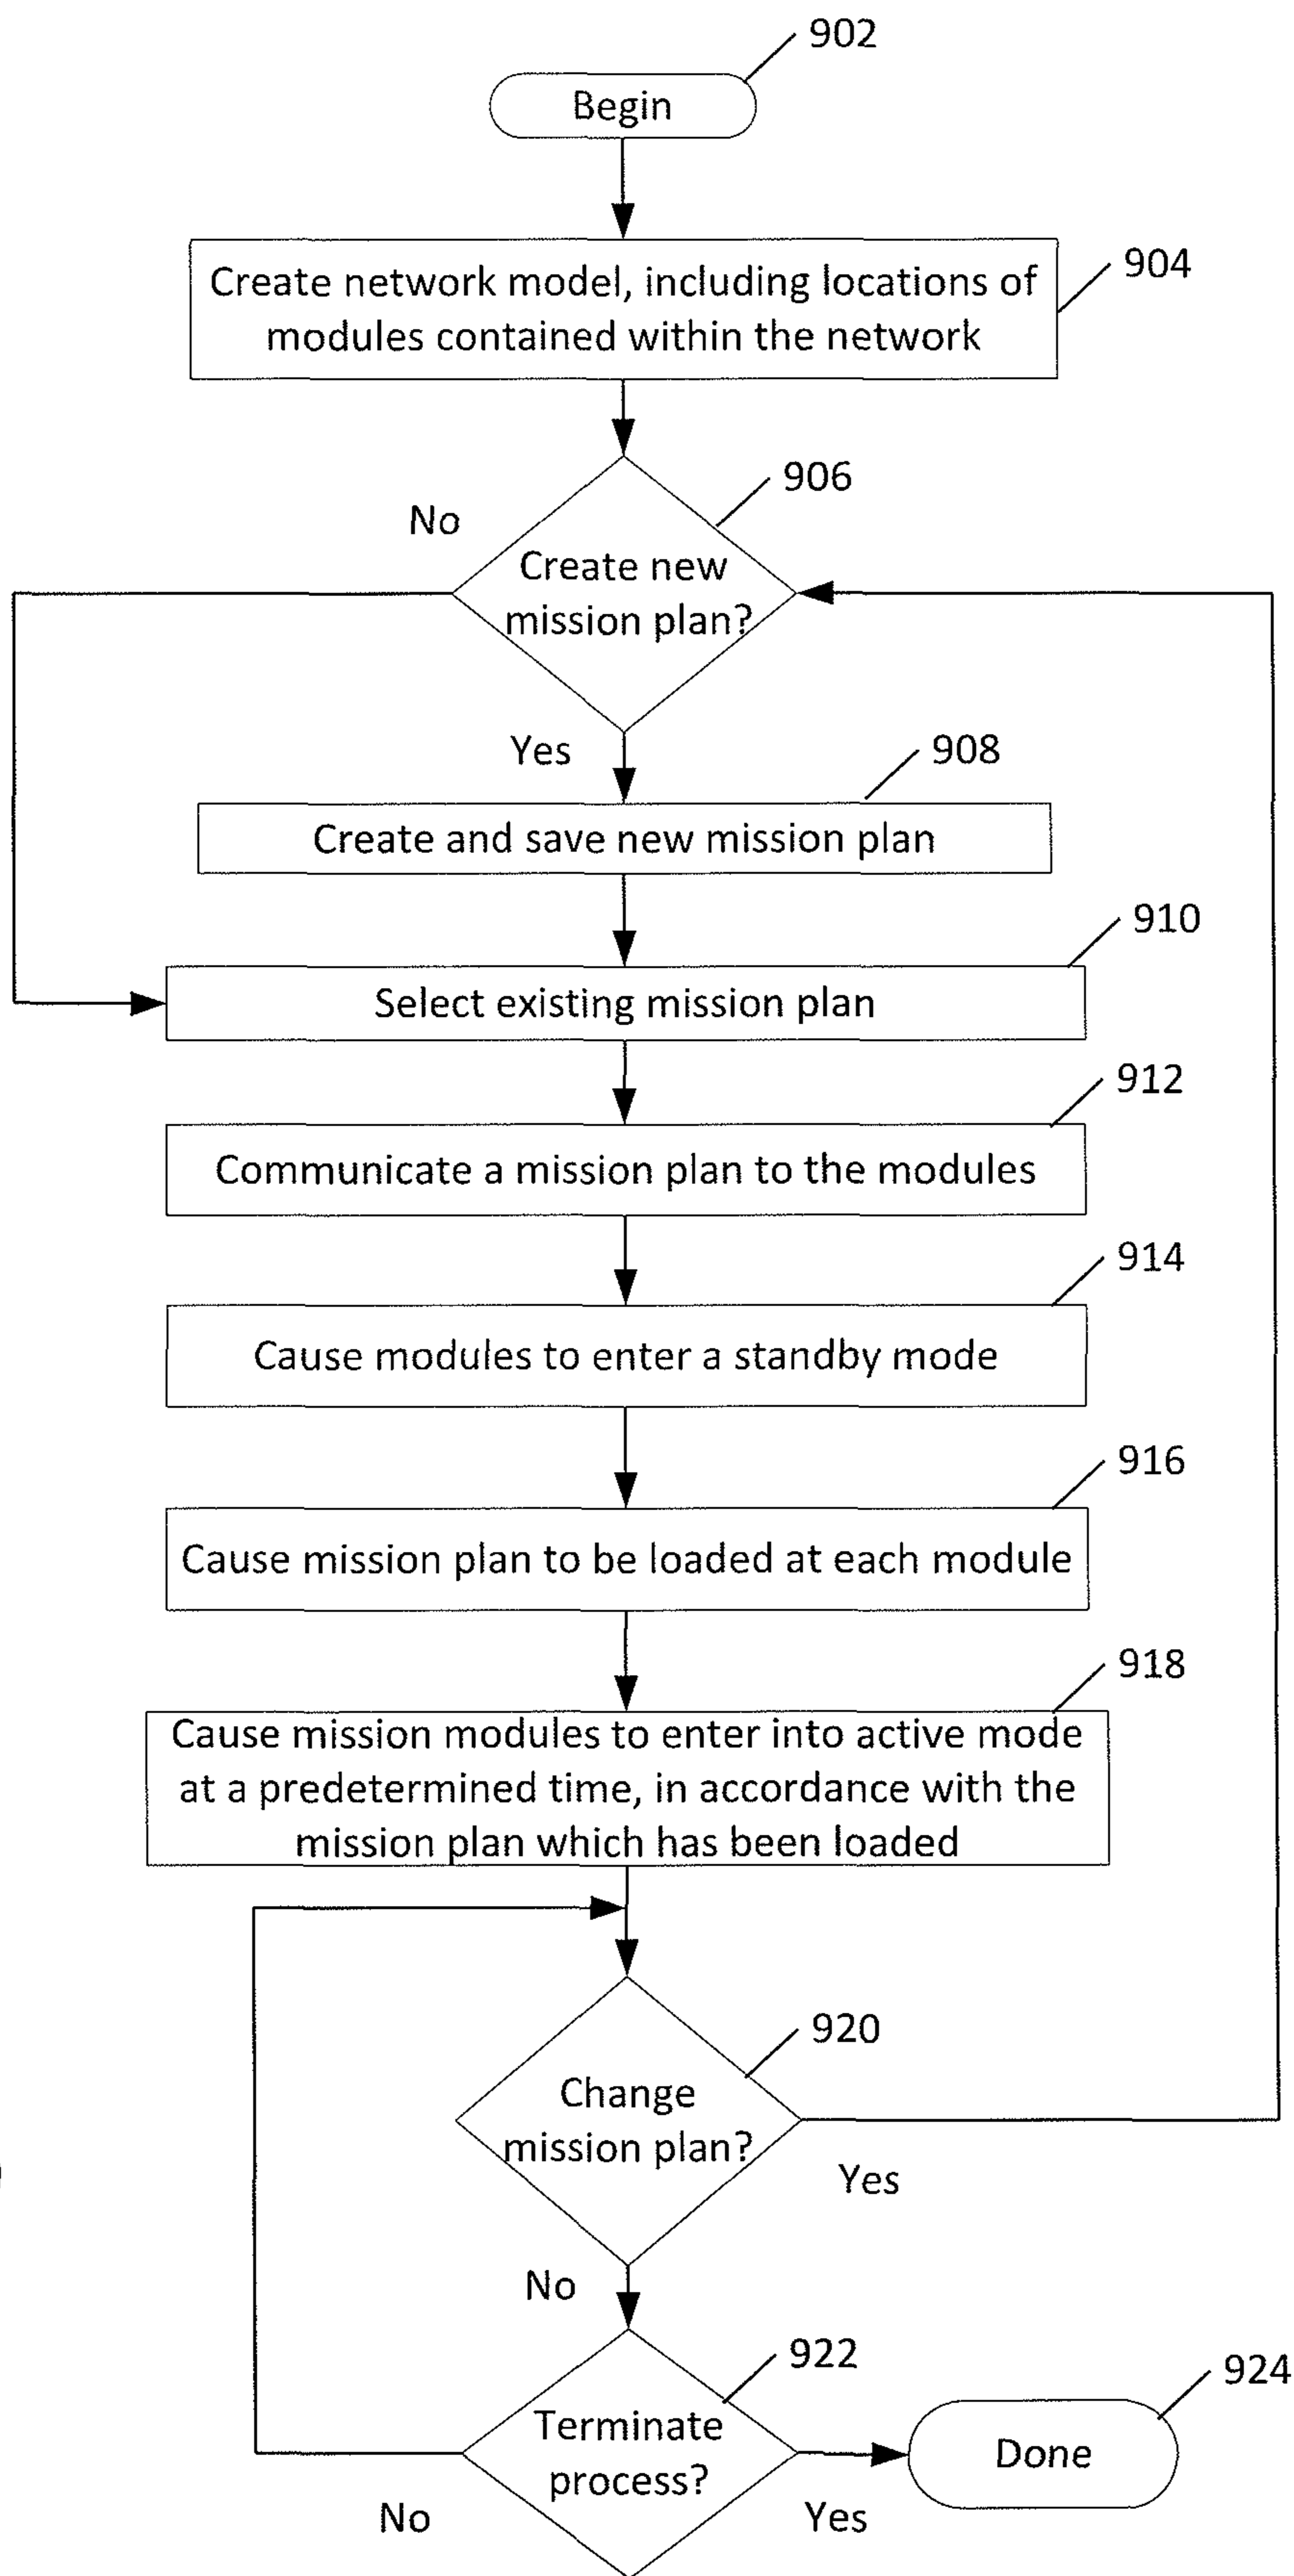 902
Begin
904
Create network model, including locations of
modules contained within the network
906
No
Create new
mission plan?
Yes
908
Create and save new mission plan
910
Select existing mission plan
912
Communicate a mission plan to the modules
914
Cause modules to enter a standby mode
916
Cause mission plan to be loaded at each module
918
Cause mission modules to enter into active mode
at a predetermined time, in accordance with the
mission plan which has been loaded
920
Change
mission plan?
Yes
No
922
924
Terminate
process?
Done
No
Yes